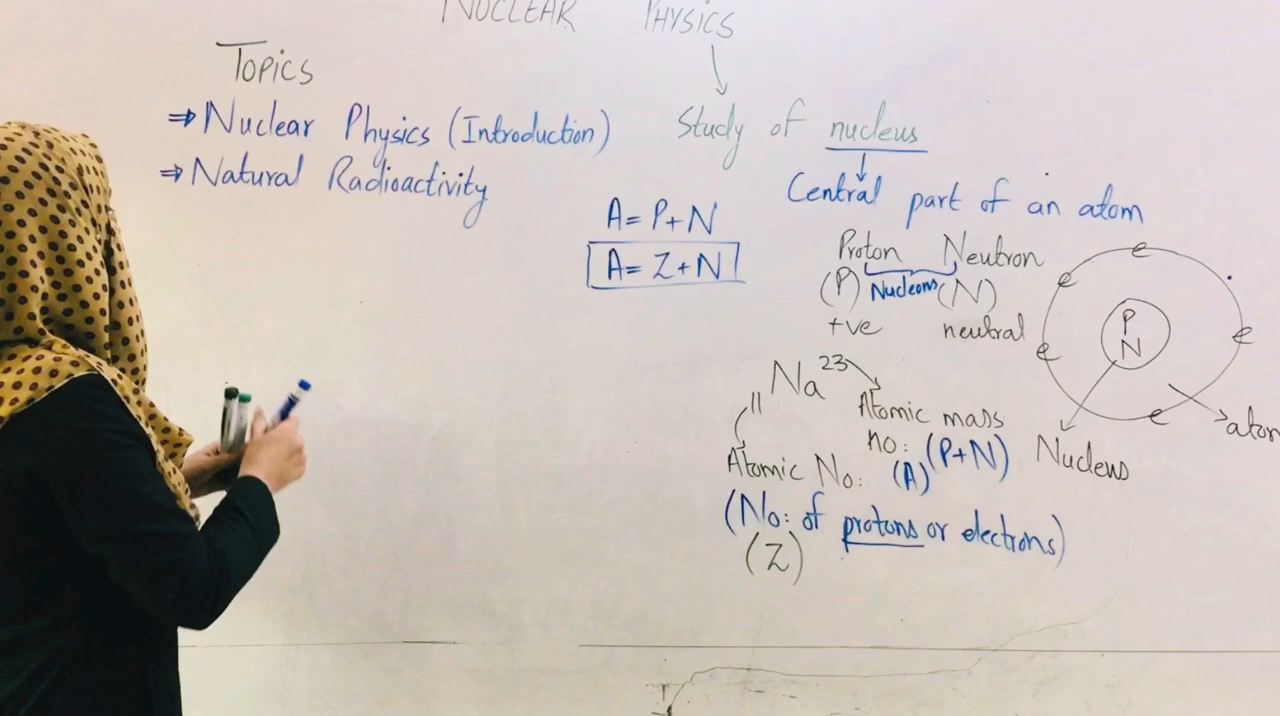 NUCLEAR PHYSICS
Topics
⇒ Nuclear Physics (Introduction)
⇒ Natural Radioactivity
Study of nucleus
Central part of an atom
A = P + N
A = Z + N
Proton Neutron
(P) Nucleons (N)
+ve neutral
e
e
e
e
e
P
N
atom
Nucleus
11 Na 23
Atomic mass
no: (P+N)
(A)
Atomic No:
(No: of protons or electrons)
(Z)